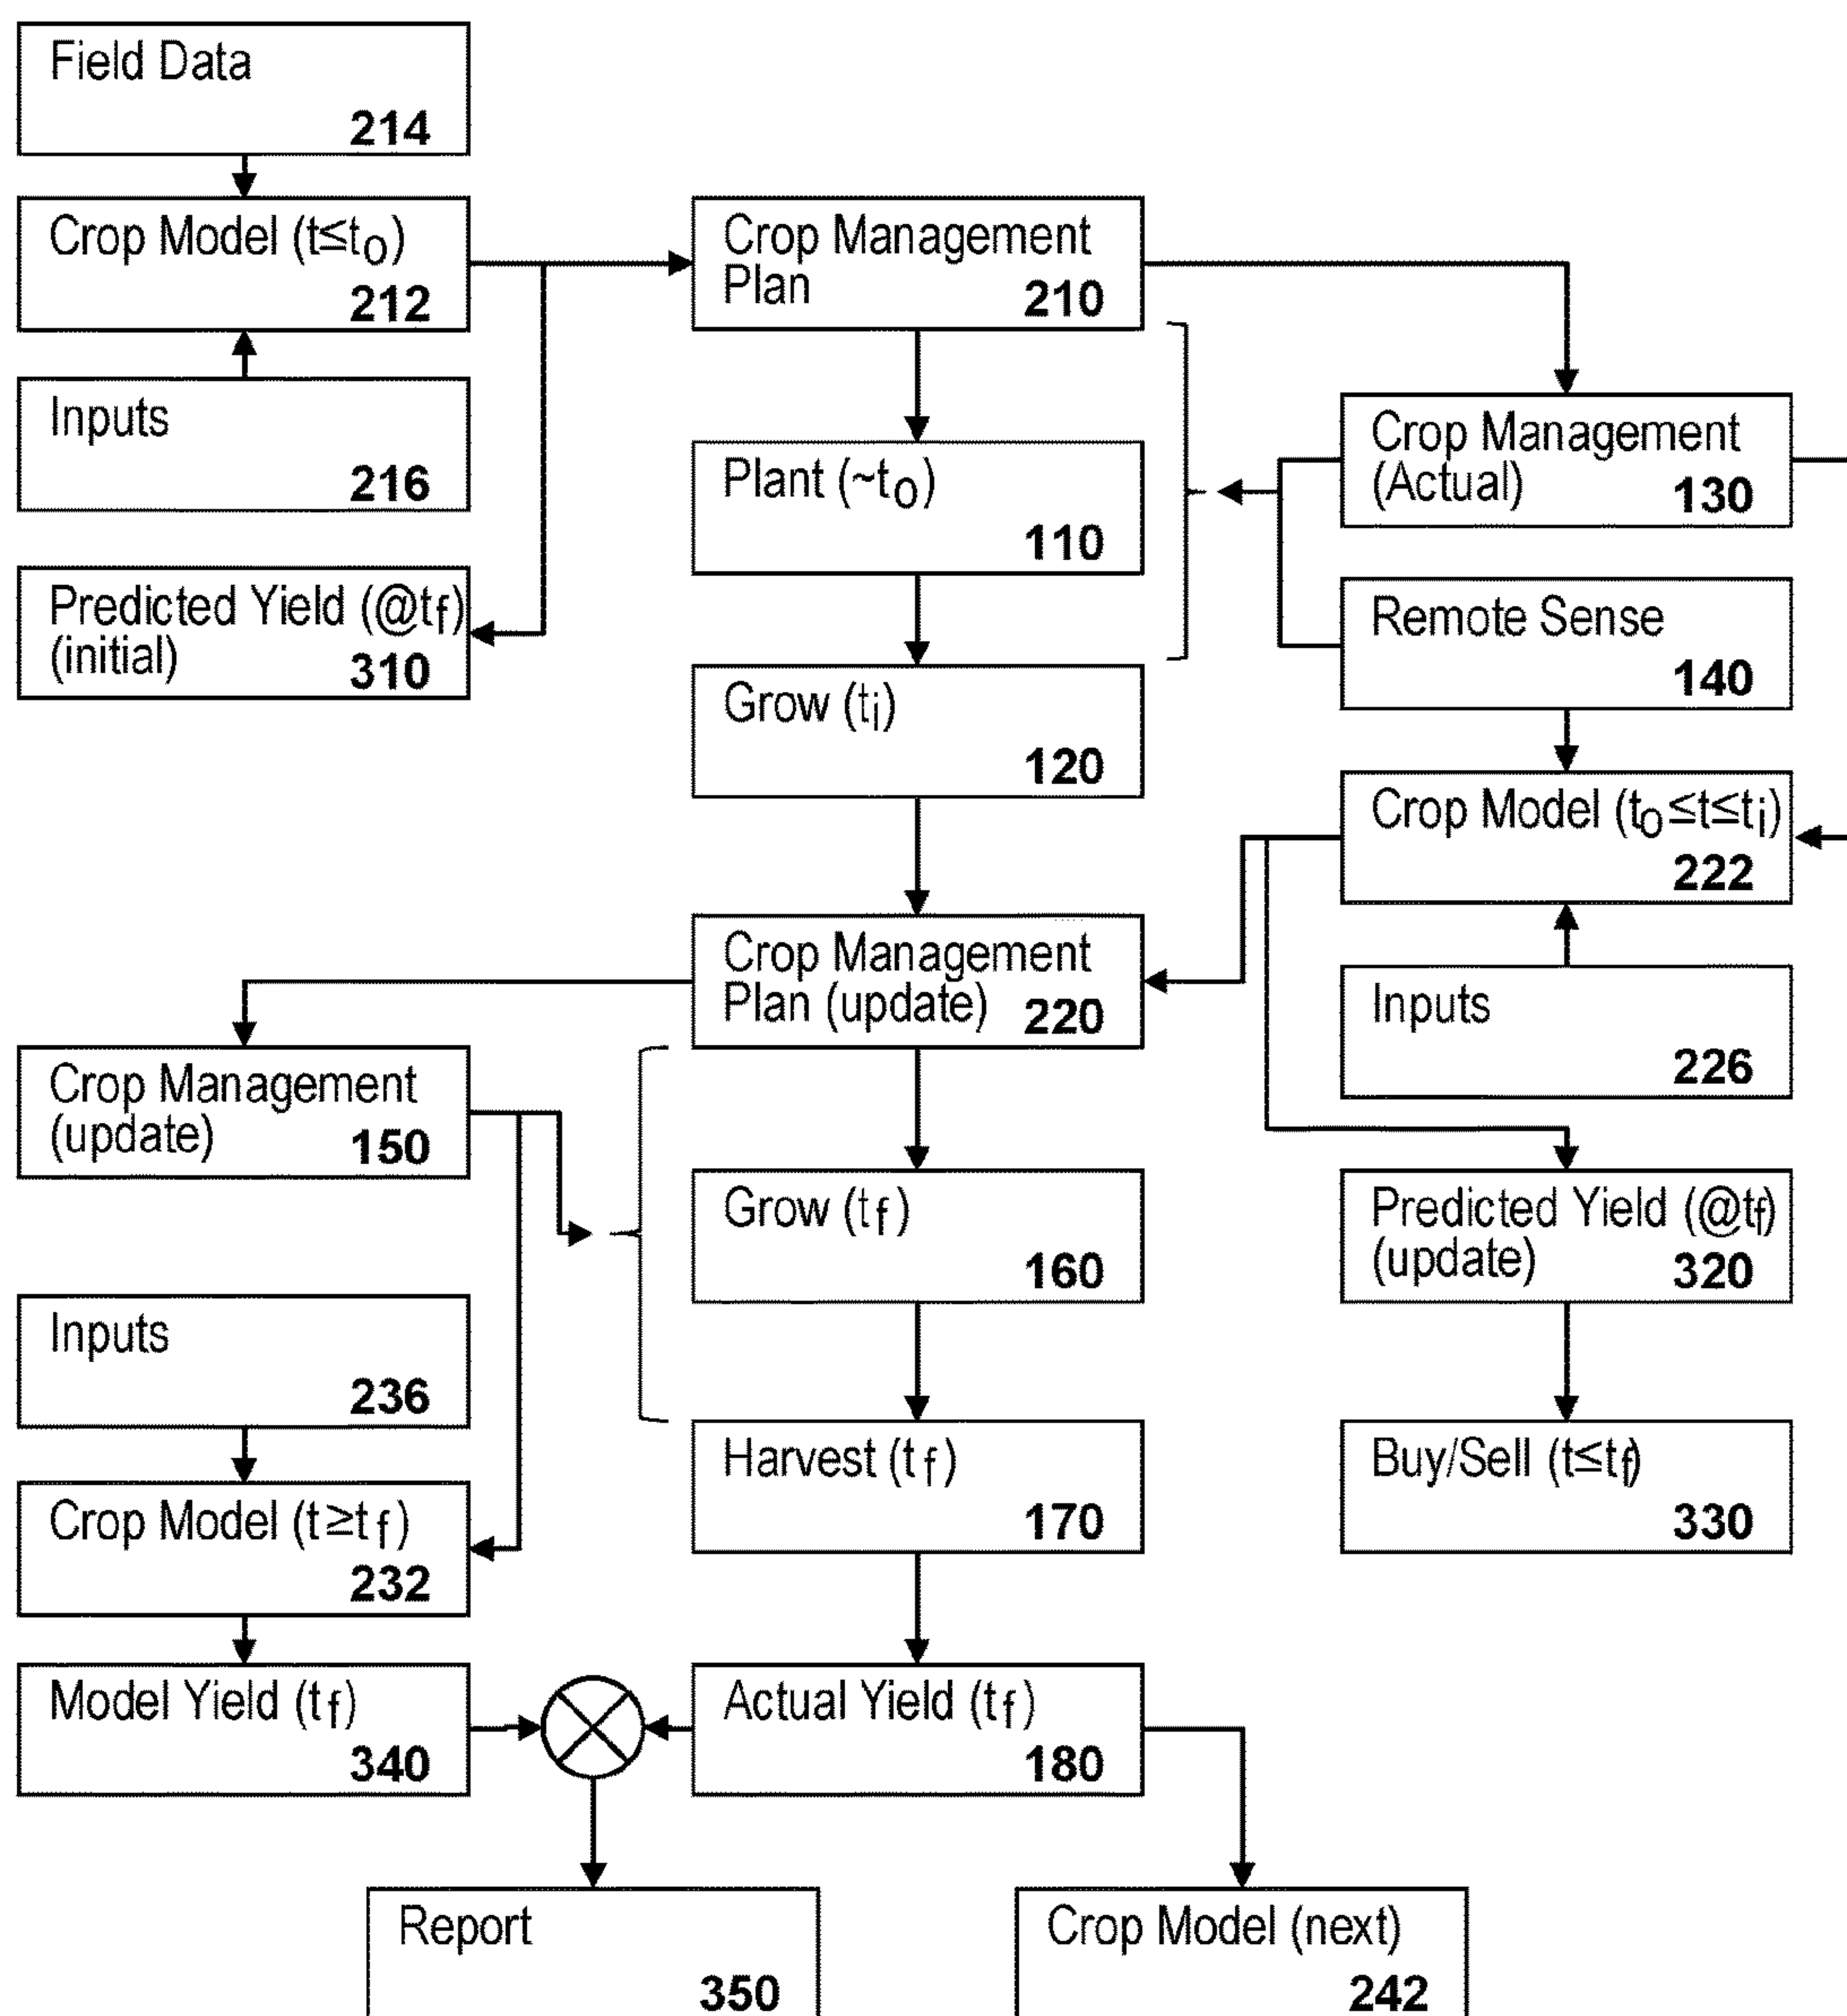 Field Data
214
Crop Model (t≤to)
212
Inputs
216
Predicted Yield (@tf)
(initial)
310
Crop Management
Plan
210
Plant (~to)
110
Grow (ti)
120
Crop Management
(Actual)
130
Remote Sense
140
Crop Model (to≤t≤ti)
222
Inputs
226
Crop Management
Plan (update)
220
Crop Management
(update)
150
Grow (tf)
160
Predicted Yield (@tf)
(update)
320
Inputs
236
Harvest (tf)
170
Buy/Sell (t≤tf)
330
Crop Model (t≥tf)
232
Model Yield (tf)
340
Actual Yield (tf)
180
Report
350
Crop Model (next)
242